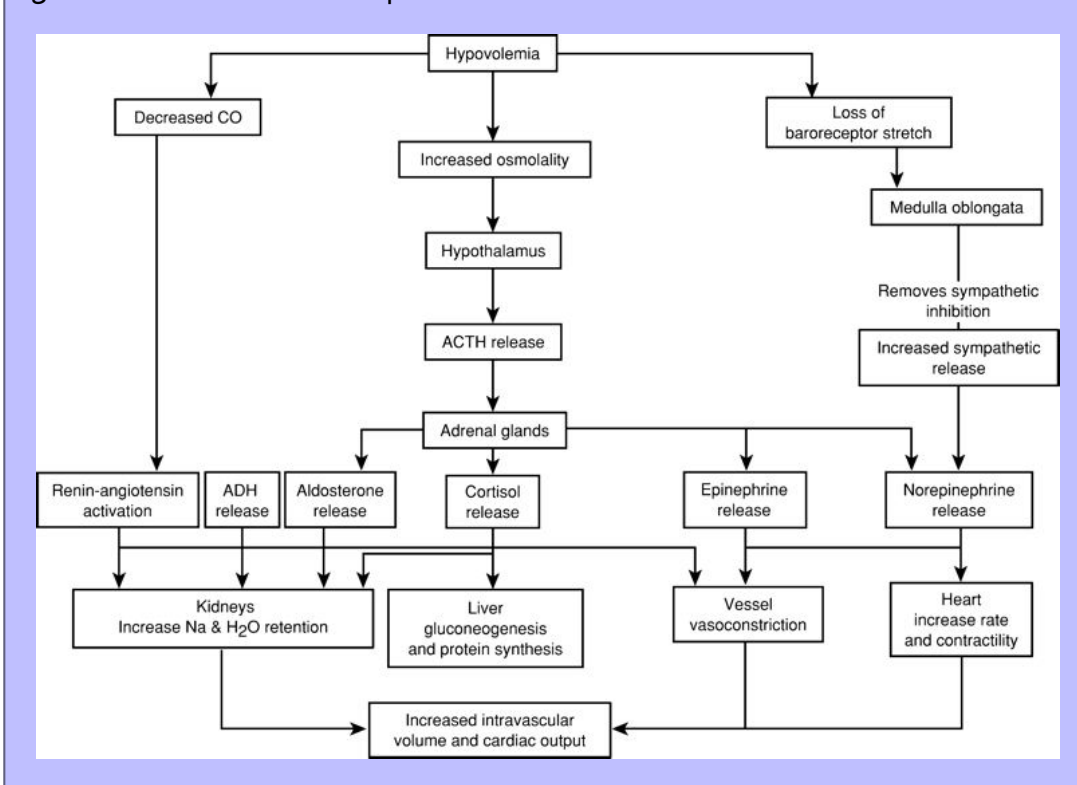 Hypovolemia
Decreased CO
Loss of
baroreceptor stretch
Increased osmolality
Medulla oblongata
Hypothalamus
Removes sympathetic
inhibition
ACTH release
Increased sympathetic
release
Adrenal glands
Renin-angiotensin
activation
ADH
release
Aldosterone
release
Cortisol
release
Epinephrine
release
Norepinephrine
release
Kidneys
Increase Na & H2O retention
Liver
gluconeogenesis
and protein synthesis
Vessel
vasoconstriction
Heart
increase rate
and contractility
Increased intravascular
volume and cardiac output